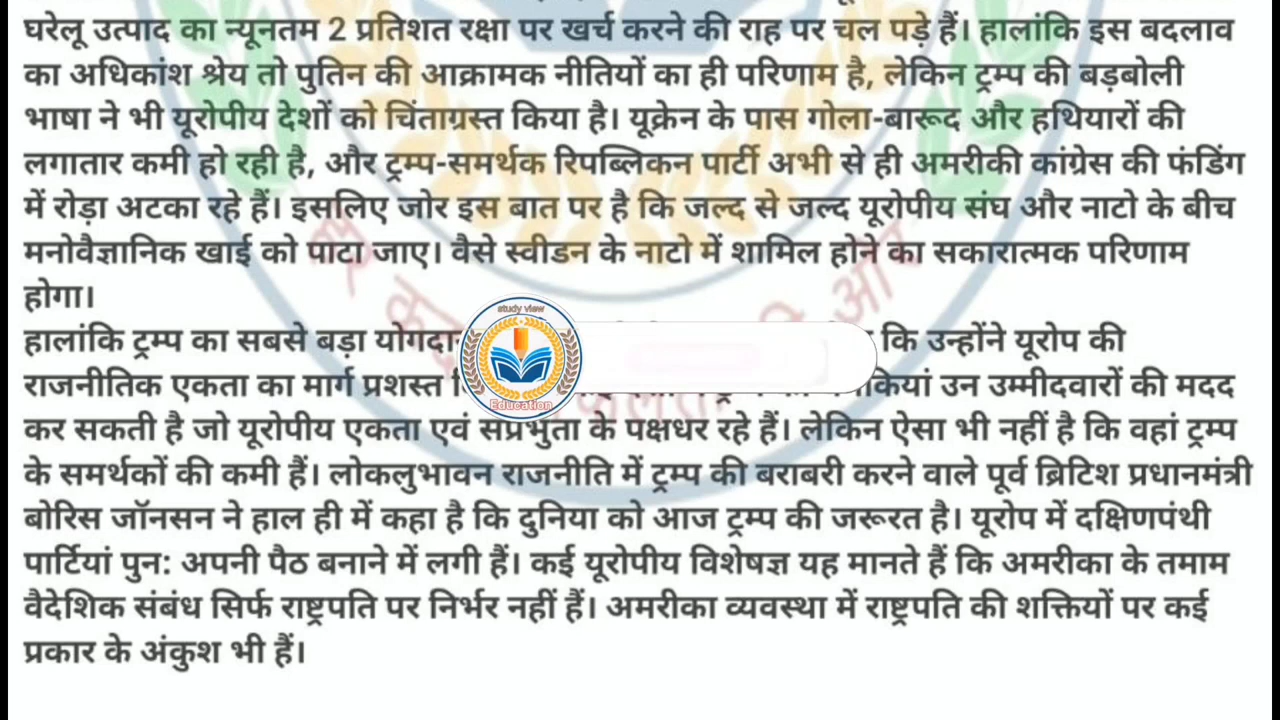 घरेलू उत्पाद का न्यूनतम 2 प्रतिशत रक्षा पर खर्च करने की राह पर चल पड़े हैं। हालांकि इस बदलाव
का अधिकांश श्रेय तो पुतिन की आक्रामक नीतियों का ही परिणाम है, लेकिन ट्रम्प की बड़बोली
भाषा ने भी यूरोपीय देशों को चिंताग्रस्त किया है। यूक्रेन के पास गोला-बारूद और हथियारों की
लगातार कमी हो रही है, और ट्रम्प-समर्थक रिपब्लिकन पार्टी अभी से ही अमरीकी कांग्रेस की फंडिंग
में रोड़ा अटका रहे हैं। इसलिए जोर इस बात पर है कि जल्द से जल्द यूरोपीय संघ और नाटो के बीच
मनोवैज्ञानिक खाई को पाटा जाए। वैसे स्वीडन के नाटो में शामिल होने का सकारात्मक परिणाम
होगा।
study view
हालांकि ट्रम्प का सबसे बड़ा कि उन्होंने यूरोप की
राजनीतिक एकता का मार्ग प्रशस्त उन उम्मीदवारों की मदद
Education
कर सकती है जो यूरोपीय एकता एवं संप्रभुता के पक्षधर रहे हैं। लेकिन ऐसा भी नहीं है कि वहां ट्रम्प
के समर्थकों की कमी हैं। लोकलुभावन राजनीति में ट्रम्प की बराबरी करने वाले पूर्व ब्रिटिश प्रधानमंत्री
बोरिस जॉनसन ने हाल ही में कहा है कि दुनिया को आज ट्रम्प की जरूरत है। यूरोप में दक्षिणपंथी
पार्टियां पुन: अपनी पैठ बनाने में लगी हैं। कई यूरोपीय विशेषज्ञ यह मानते हैं कि अमरीका के तमाम
वैदेशिक संबंध सिर्फ राष्ट्रपति पर निर्भर नहीं हैं। अमरीका व्यवस्था में राष्ट्रपति की शक्तियों पर कई
प्रकार के अंकुश भी हैं।